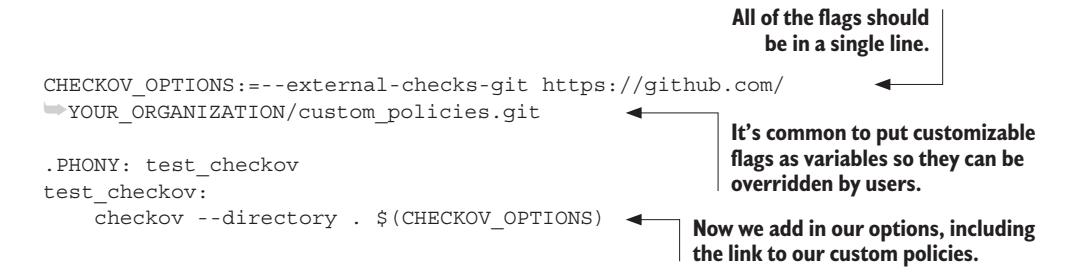 All of the flags should
be in a single line.
CHECKOV_OPTIONS:=--external-checks-git https://github.com/
➥YOUR_ORGANIZATION/custom_policies.git
It’s common to put customizable
flags as variables so they can be
overridden by users.
.PHONY: test_checkov
test_checkov:
    checkov --directory . $(CHECKOV_OPTIONS)
Now we add in our options, including
the link to our custom policies.